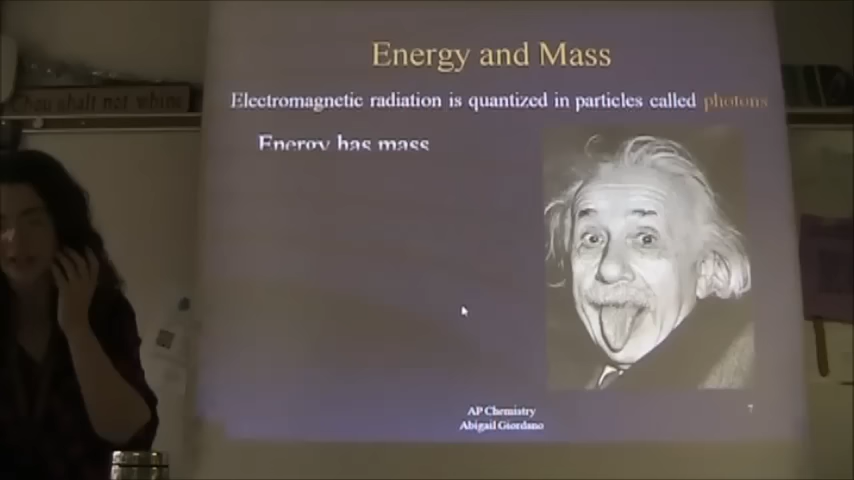 Energy and Mass
Thou shalt not whine
Electromagnetic radiation is quantized in particles called photons
Energy has mass
AP Chemistry
Abigail Giordano
7